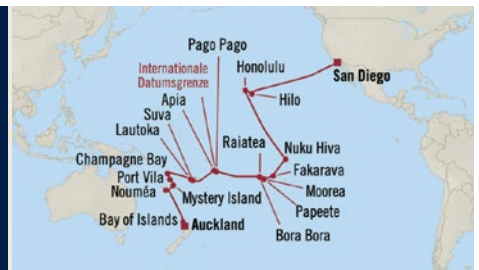 Pago Pago
Internationale
Datumsgrenze
Honolulu
San Diego
Apia
Hilo
Suva
Lautoka
Raiatea
Nuku Hiva
Champagne Bay
Fakarava
Port Vila
Moorea
Nouméa
Mystery Island
Papeete
Bay of Islands
Auckland
Bora Bora